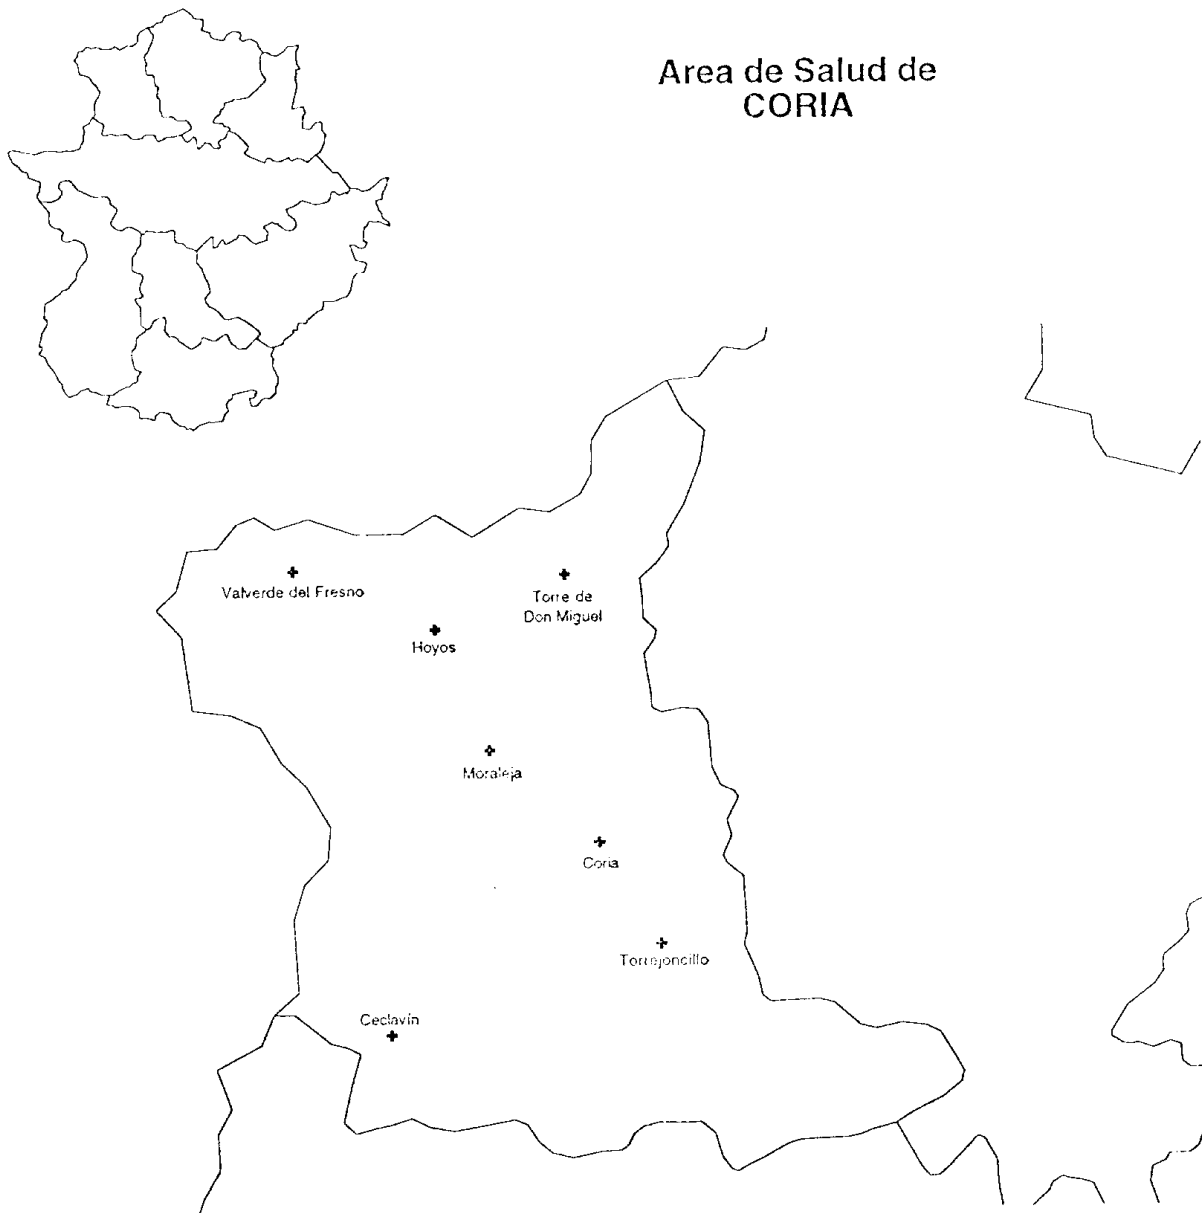 Area de Salud de
CORIA
Valverde del Fresno
Torre de
Don Miguel
Hoyos
Moraleja
Coria
Torrejoncillo
Ceclavín